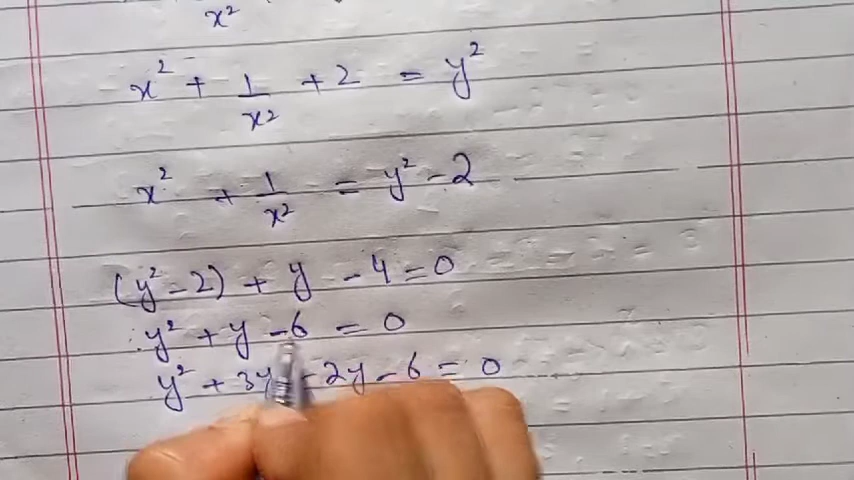 x²
x² + 1/x² + 2 = y²
x² + 1/x² = y² - 2
(y² - 2) + y - 4 = 0
y² + y - 6 = 0
y² + 3y - 2y - 6 = 0